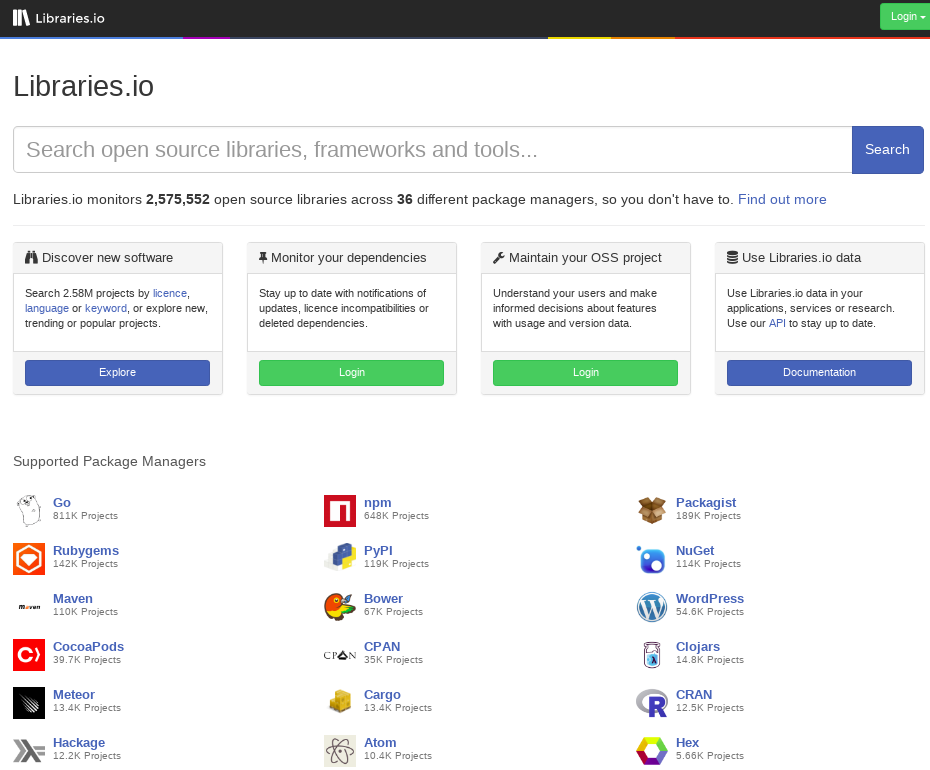 Libraries.io
Login
Libraries.io
Search open source libraries, frameworks and tools...
Search
Libraries.io monitors 2,575,552 open source libraries across 36 different package managers, so you don't have to. Find out more
Discover new software
Search 2.58M projects by licence,
language or keyword, or explore new,
trending or popular projects.
Explore
Monitor your dependencies
Stay up to date with notifications of
updates, licence incompatibilities or
deleted dependencies.
Login
Maintain your OSS project
Understand your users and make
informed decisions about features
with usage and version data.
Login
Use Libraries.io data
Use Libraries.io data in your
applications, services or research.
Use our API to stay up to date.
Documentation
Supported Package Managers
Go
811K Projects
npm
648K Projects
Packagist
189K Projects
Rubygems
142K Projects
PyPI
119K Projects
NuGet
114K Projects
Maven
Maven
110K Projects
Bower
67K Projects
WordPress
54.6K Projects
CocoaPods
39.7K Projects
CPAN
CPAN
35K Projects
Clojars
14.8K Projects
Meteor
13.4K Projects
Cargo
13.4K Projects
R
CRAN
12.5K Projects
Hackage
12.2K Projects
Atom
10.4K Projects
Hex
5.66K Projects